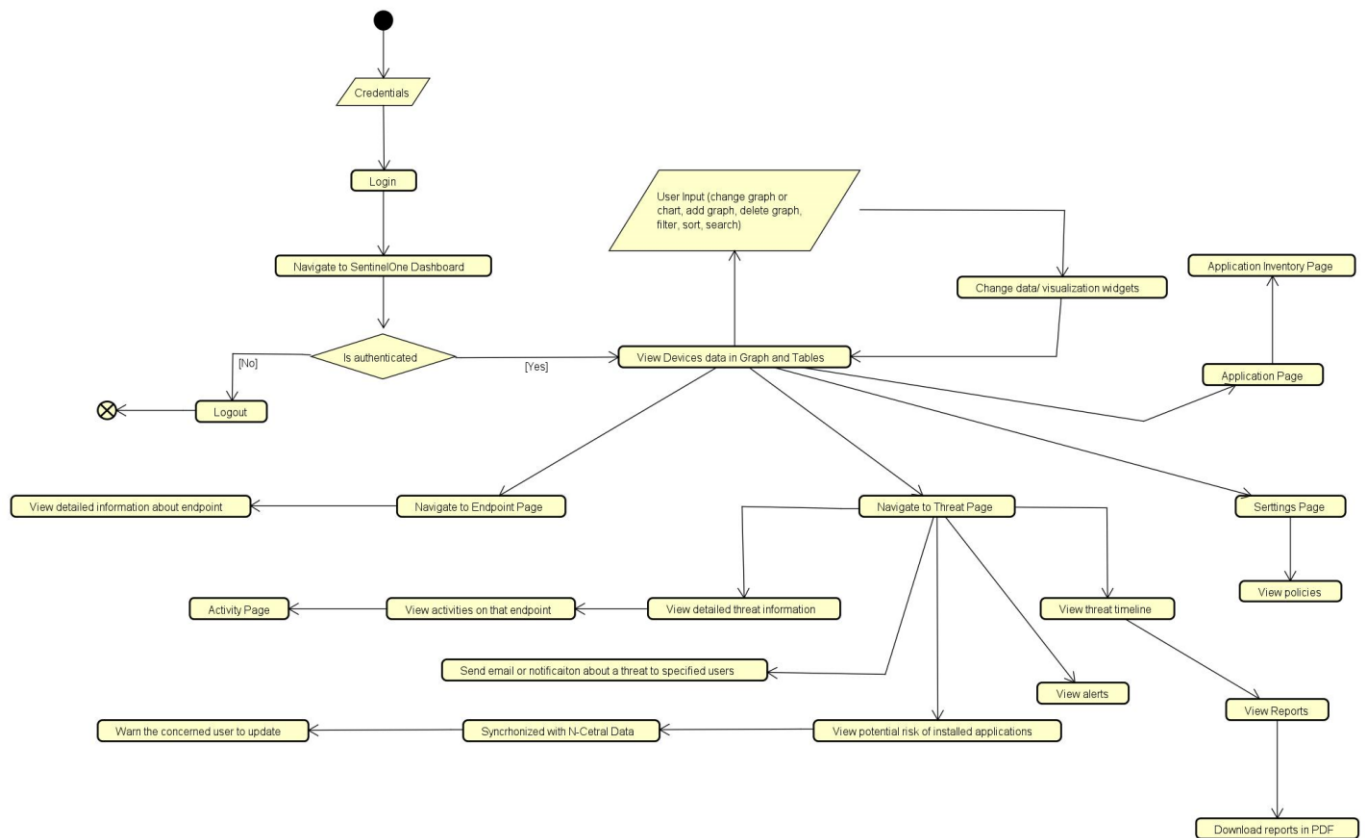 Credentials
Login
User Input (change graph or
chart, add graph, delete graph,
filter, sort, search)
Navigate to SentinelOne Dashboard
Application Inventory Page
Change data/ visualization widgets
Is authenticated
[No]
[Yes]
View Devices data in Graph and Tables
Application Page
Logout
View detailed information about endpoint
Navigate to Endpoint Page
Navigate to Threat Page
Serttings Page
View policies
Activity Page
View activities on that endpoint
View detailed threat information
View threat timeline
Send email or notificaiton about a threat to specified users
View alerts
View Reports
Warn the concerned user to update
Syncrhonized with N-Cetral Data
View potential risk of installed applications
Download reports in PDF